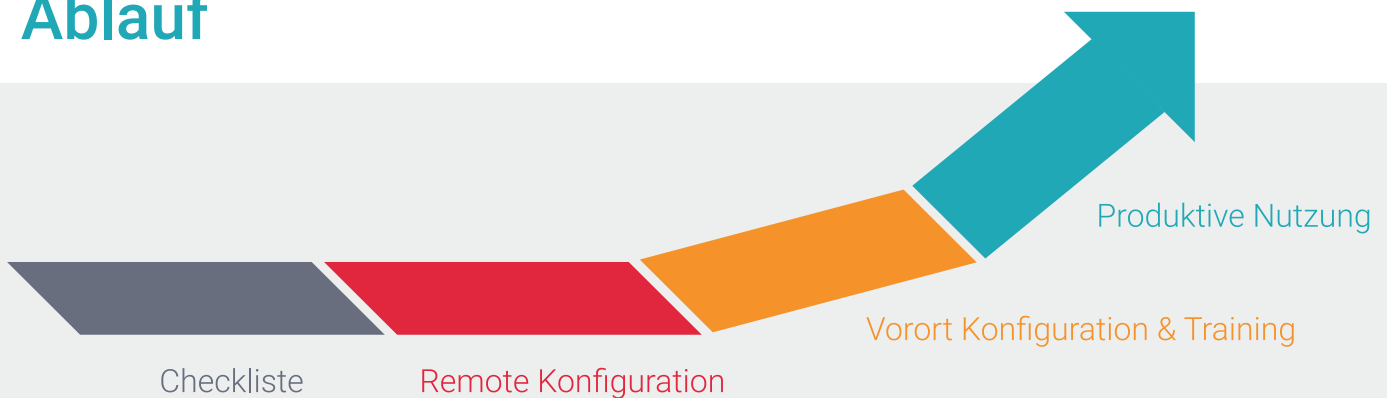 Ablauf
Produktive Nutzung
Vorort Konfiguration & Training
Checkliste
Remote Konfiguration